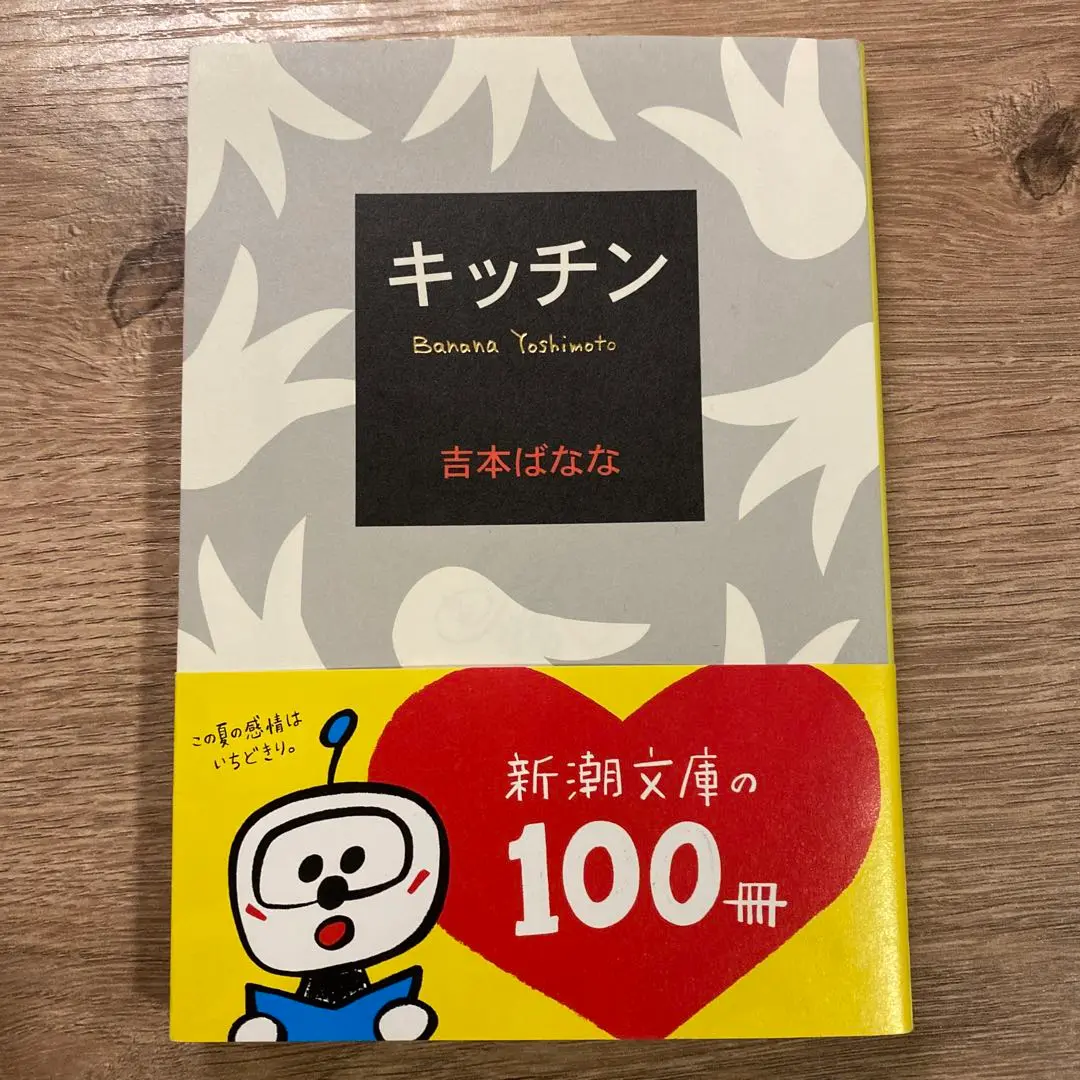 キッチン
Banana Yoshimoto
吉本ばなな
この夏の感情は
いちどきり。
新潮文庫の
100冊